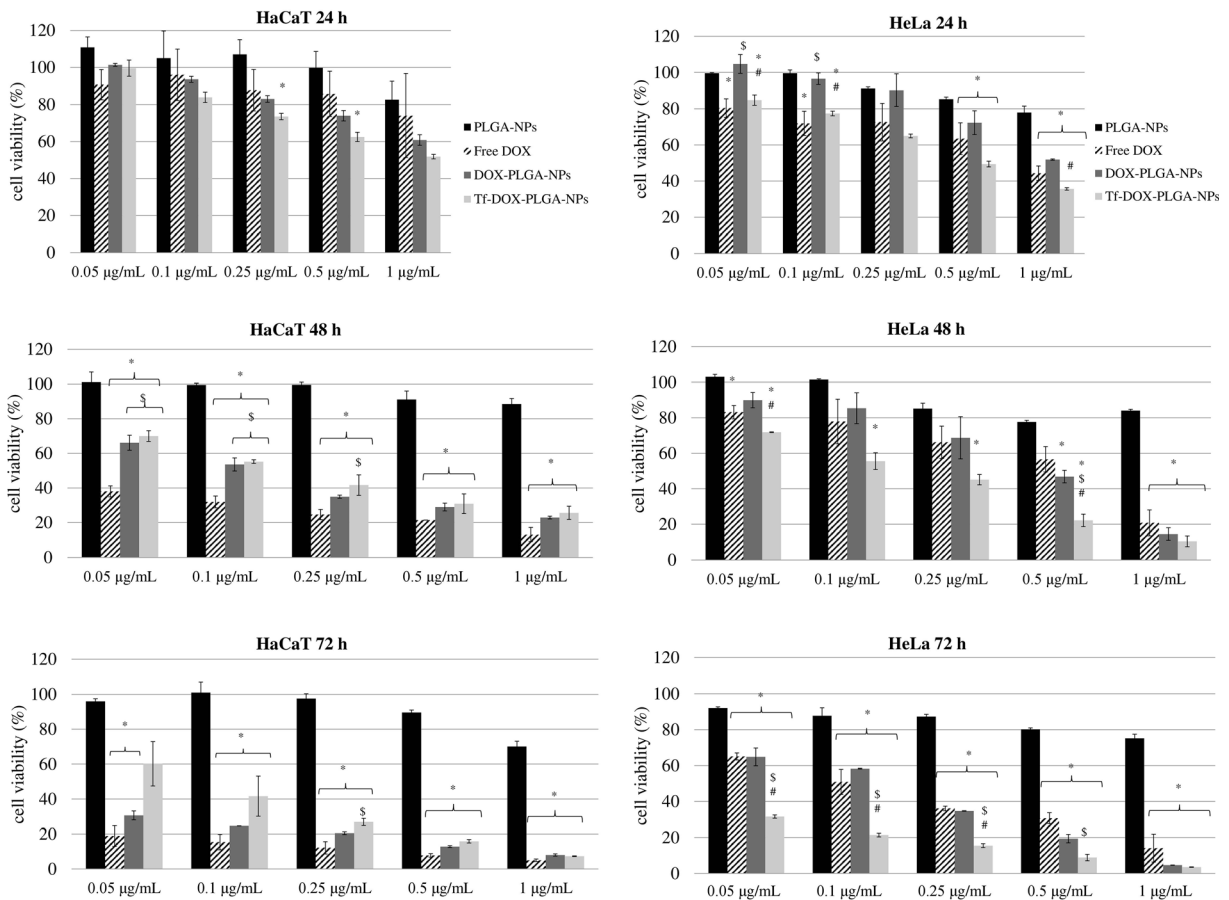 HaCaT 24 h
cell viability (%)
120
100
80
60
40
20
0
* *
0.05 µg/mL 0.1 µg/mL 0.25 µg/mL 0.5 µg/mL 1 µg/mL
PLGA-NPs
Free DOX
DOX-PLGA-NPs
Tf-DOX-PLGA-NPs
HeLa 24 h
cell viability (%)
120
100
80
60
40
20
0
* $ * # * $ * # * * #
0.05 µg/mL 0.1 µg/mL 0.25 µg/mL 0.5 µg/mL 1 µg/mL
PLGA-NPs
Free DOX
DOX-PLGA-NPs
Tf-DOX-PLGA-NPs
HaCaT 48 h
cell viability (%)
120
100
80
60
40
20
0
* $ * $ * $ * *
0.05 µg/mL 0.1 µg/mL 0.25 µg/mL 0.5 µg/mL 1 µg/mL
HeLa 48 h
cell viability (%)
120
100
80
60
40
20
0
* * # * * * * $ # *
0.05 µg/mL 0.1 µg/mL 0.25 µg/mL 0.5 µg/mL 1 µg/mL
HaCaT 72 h
cell viability (%)
120
100
80
60
40
20
0
* * * $ * *
0.05 µg/mL 0.1 µg/mL 0.25 µg/mL 0.5 µg/mL 1 µg/mL
HeLa 72 h
cell viability (%)
120
100
80
60
40
20
0
* $ # * $ # * $ # * $ *
0.05 µg/mL 0.1 µg/mL 0.25 µg/mL 0.5 µg/mL 1 µg/mL